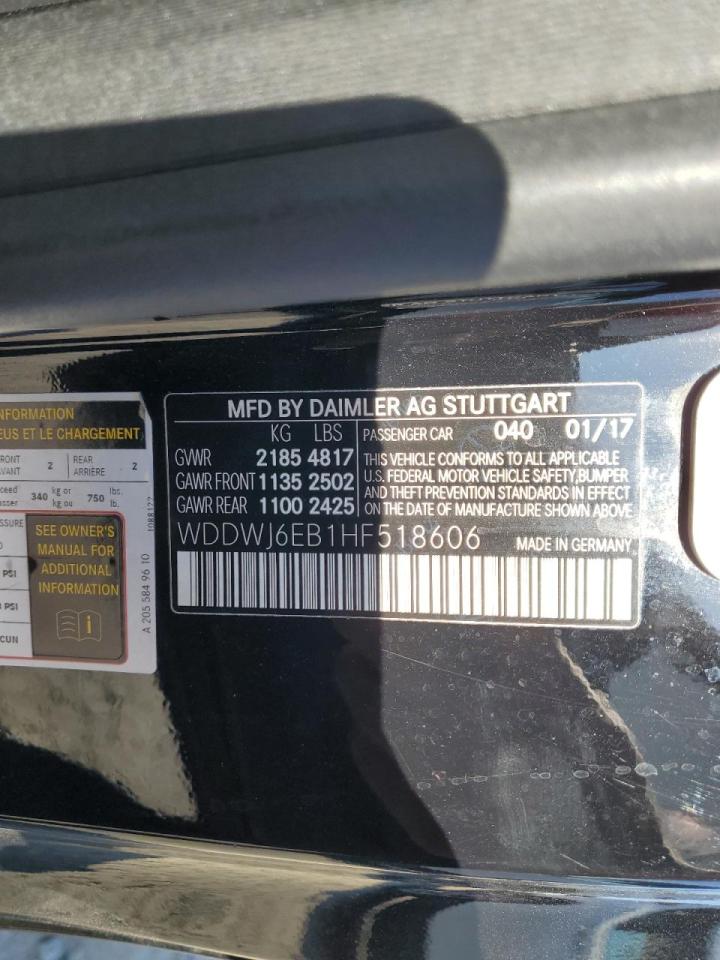 MFD BY DAIMLER AG STUTTGART
KG LBS
GVWR 2185 4817
GAWR FRONT 1135 2502
GAWR REAR 1100 2425
PASSENGER CAR 040 01/17
THIS VEHICLE CONFORMS TO ALL APPLICABLE
U.S. FEDERAL MOTOR VEHICLE SAFETY,BUMPER
AND THEFT PREVENTION STANDARDS IN EFFECT
ON THE DATE OF MANUFACTURE SHOWN ABOVE.
WDDWJ6EB1HF518606 MADE IN GERMANY
INFORMATION
ET LE CHARGEMENT
2 REAR 2
ARRIÈRE
340 kg or 750 lbs.
kg ou lb.
SEE OWNER'S
MANUAL FOR
ADDITIONAL
INFORMATION
PSI
PSI
A 205 584 96 10